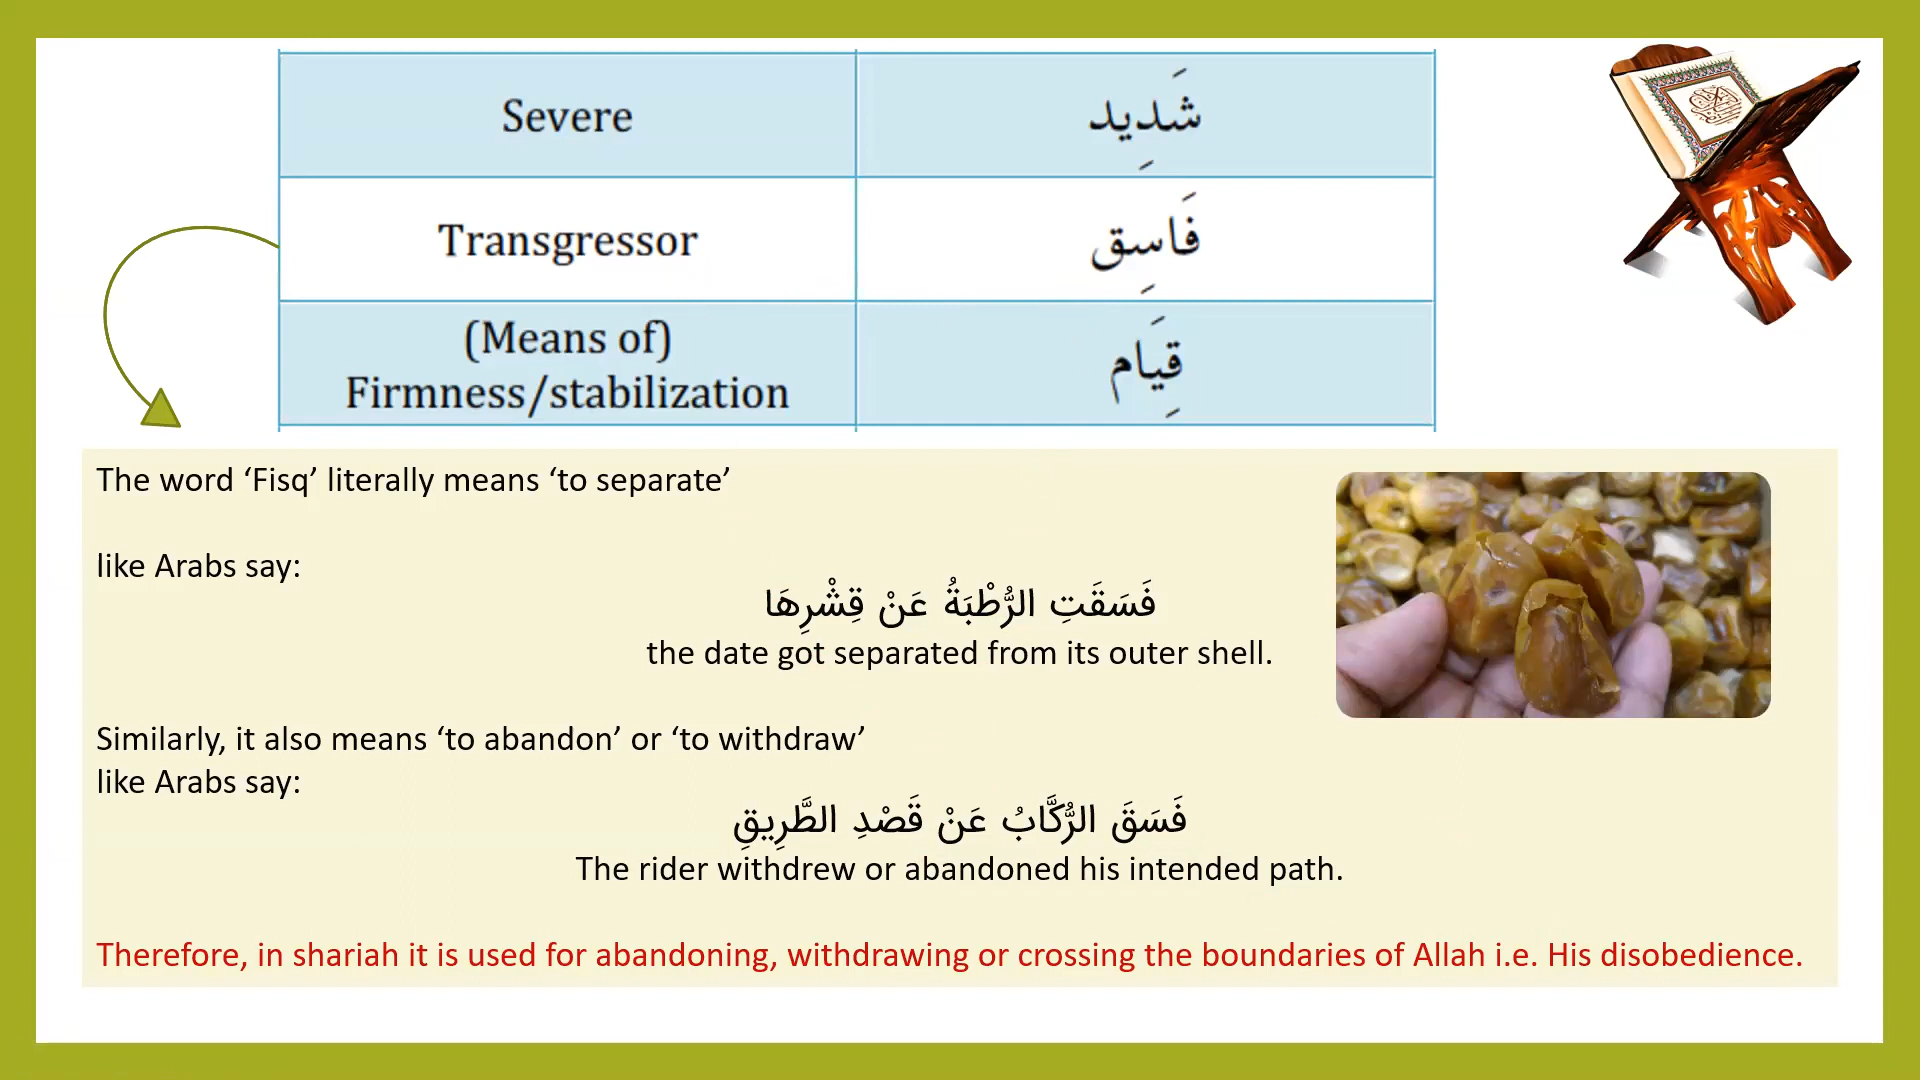 Severe
شَدِيد
Transgressor
فَاسِق
(Means of)
Firmness/stabilization
قِيَام
The word ‘Fisq’ literally means ‘to separate’
like Arabs say:
فَسَقَتِ الرُّطْبَةُ عَنْ قِشْرِهَا
the date got separated from its outer shell.
Similarly, it also means ‘to abandon’ or ‘to withdraw’
like Arabs say:
فَسَقَ الرُّكَّابُ عَنْ قَصْدِ الطَّرِيقِ
The rider withdrew or abandoned his intended path.
Therefore, in shariah it is used for abandoning, withdrawing or crossing the boundaries of Allah i.e. His disobedience.